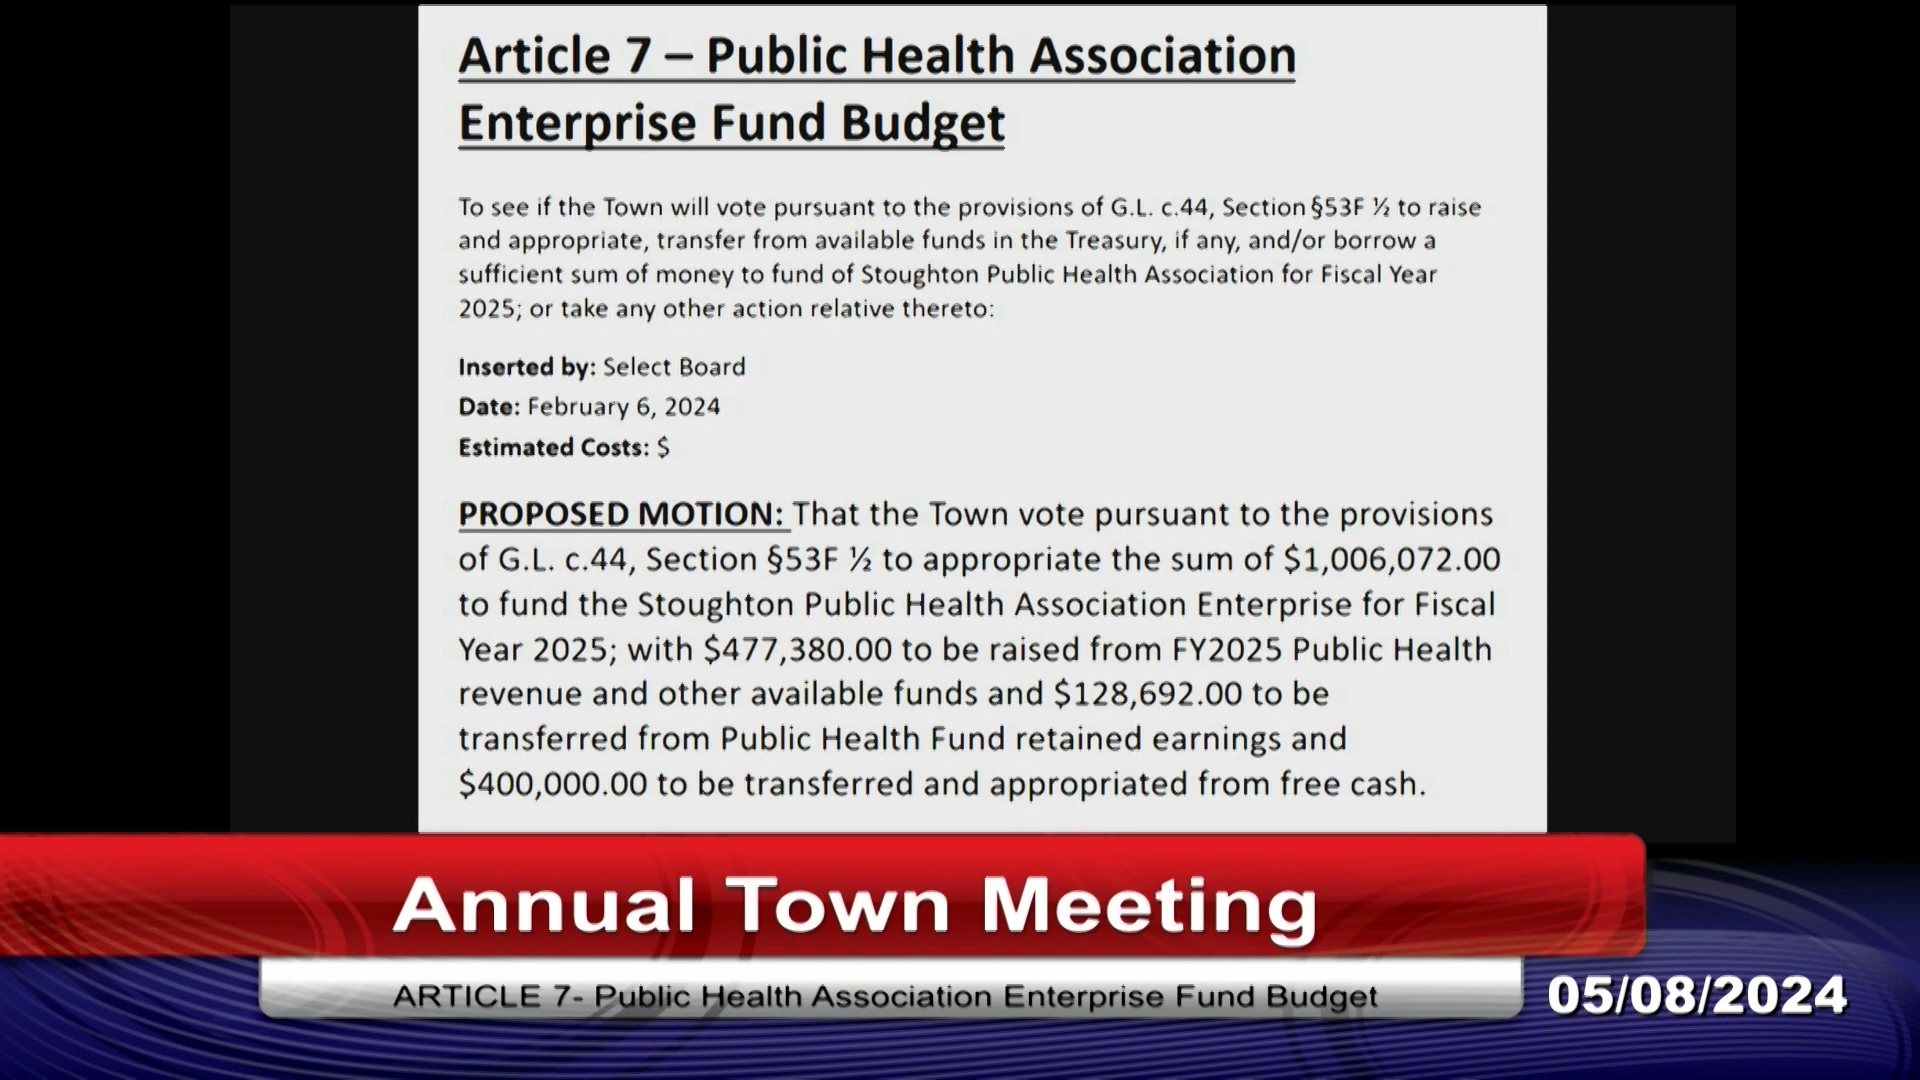 Article 7 – Public Health Association
Enterprise Fund Budget
To see if the Town will vote pursuant to the provisions of G.L. c.44, Section §53F ½ to raise
and appropriate, transfer from available funds in the Treasury, if any, and/or borrow a
sufficient sum of money to fund of Stoughton Public Health Association for Fiscal Year
2025; or take any other action relative thereto:
Inserted by: Select Board
Date: February 6, 2024
Estimated Costs: $
PROPOSED MOTION: That the Town vote pursuant to the provisions
of G.L. c.44, Section §53F ½ to appropriate the sum of $1,006,072.00
to fund the Stoughton Public Health Association Enterprise for Fiscal
Year 2025; with $477,380.00 to be raised from FY2025 Public Health
revenue and other available funds and $128,692.00 to be
transferred from Public Health Fund retained earnings and
$400,000.00 to be transferred and appropriated from free cash.
Annual Town Meeting
ARTICLE 7- Public Health Association Enterprise Fund Budget
05/08/2024